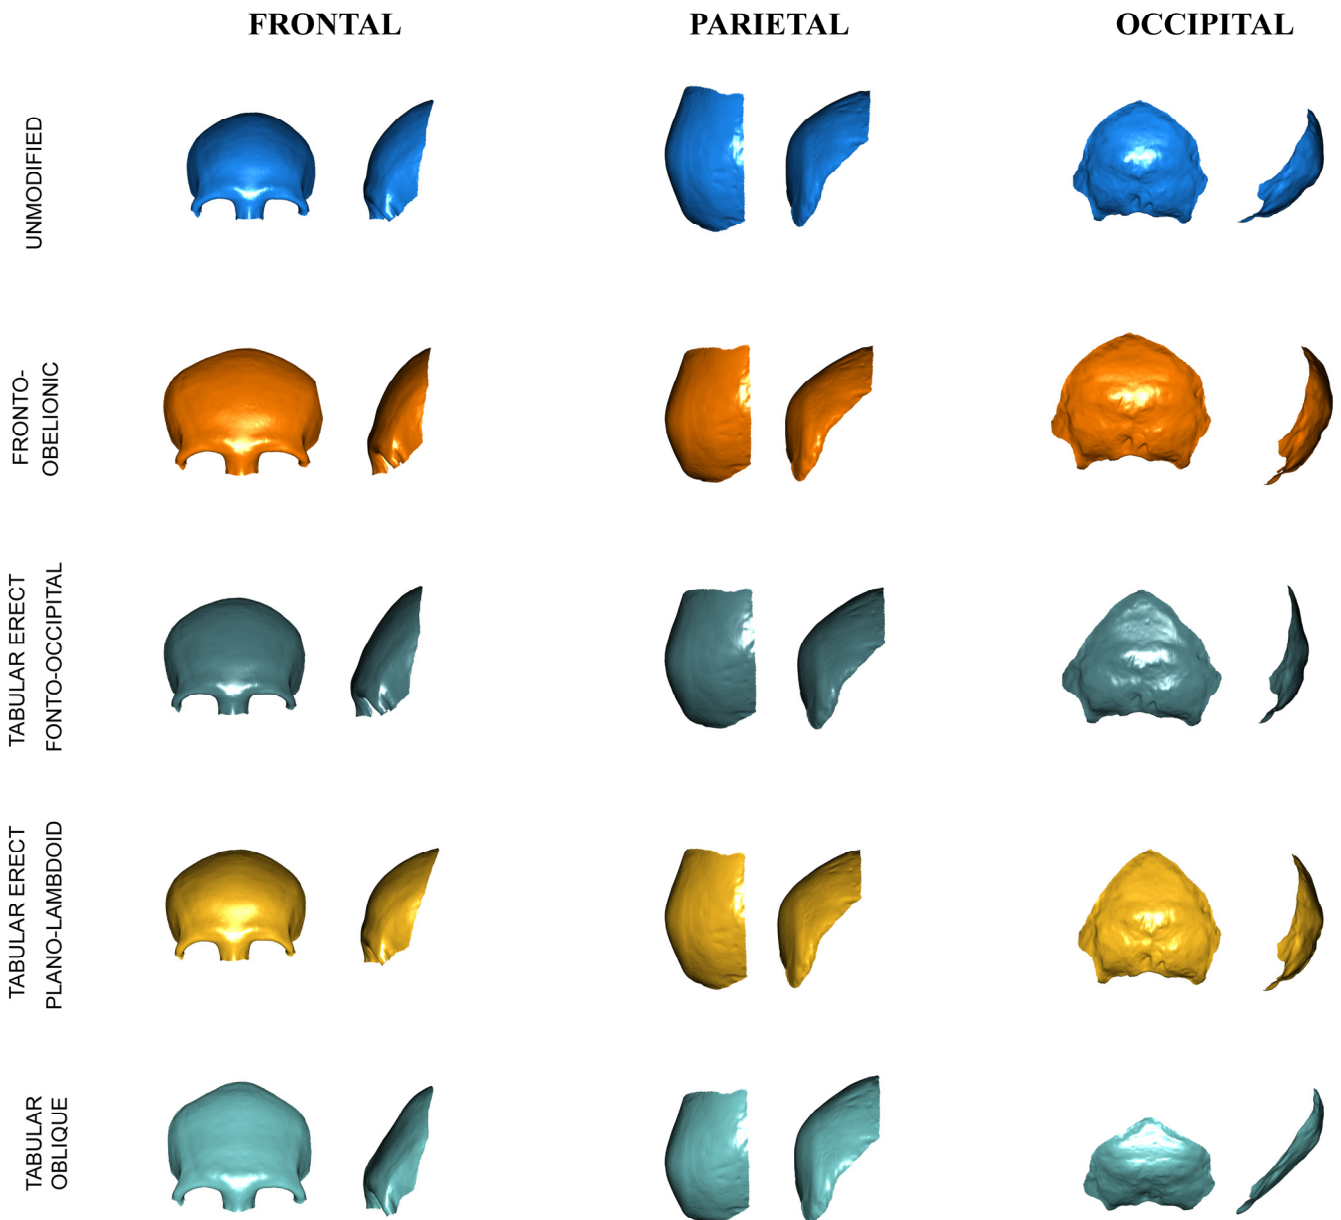 FRONTAL
PARIETAL
OCCIPITAL
UNMODIFIED
FRONTO-
OBELIONIC
TABULAR ERECT
FONTO-OCCIPITAL
TABULAR ERECT
PLANO-LAMBDOID
TABULAR
OBLIQUE